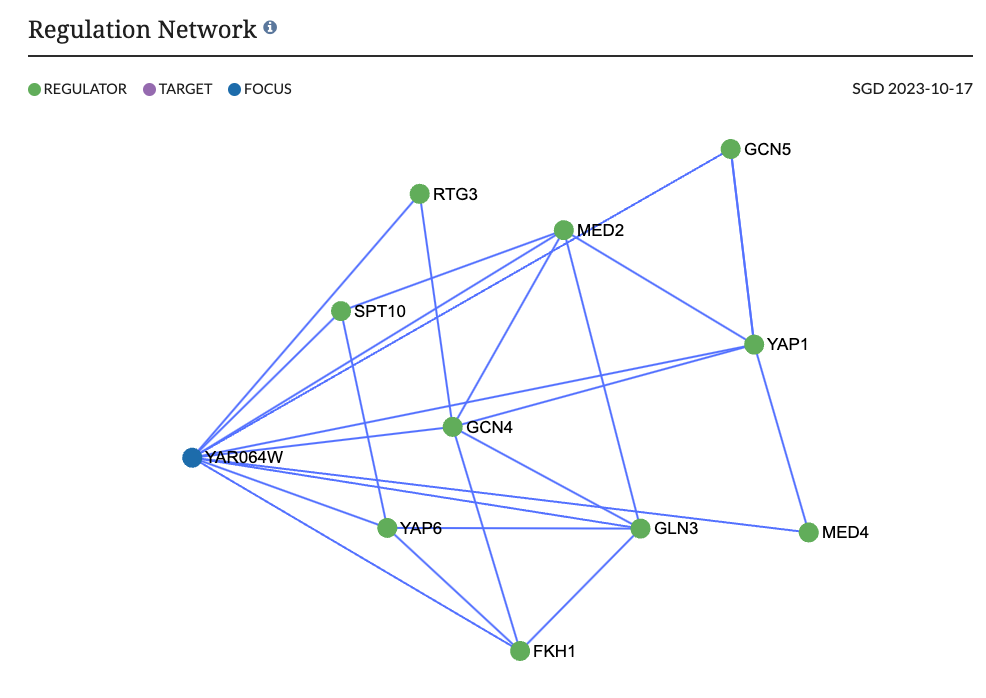 Regulation Network i
REGULATOR TARGET FOCUS SGD 2023-10-17
GCN5
RTG3
MED2
SPT10
YAP1
GCN4
YAR064W
YAP6
GLN3
MED4
FKH1